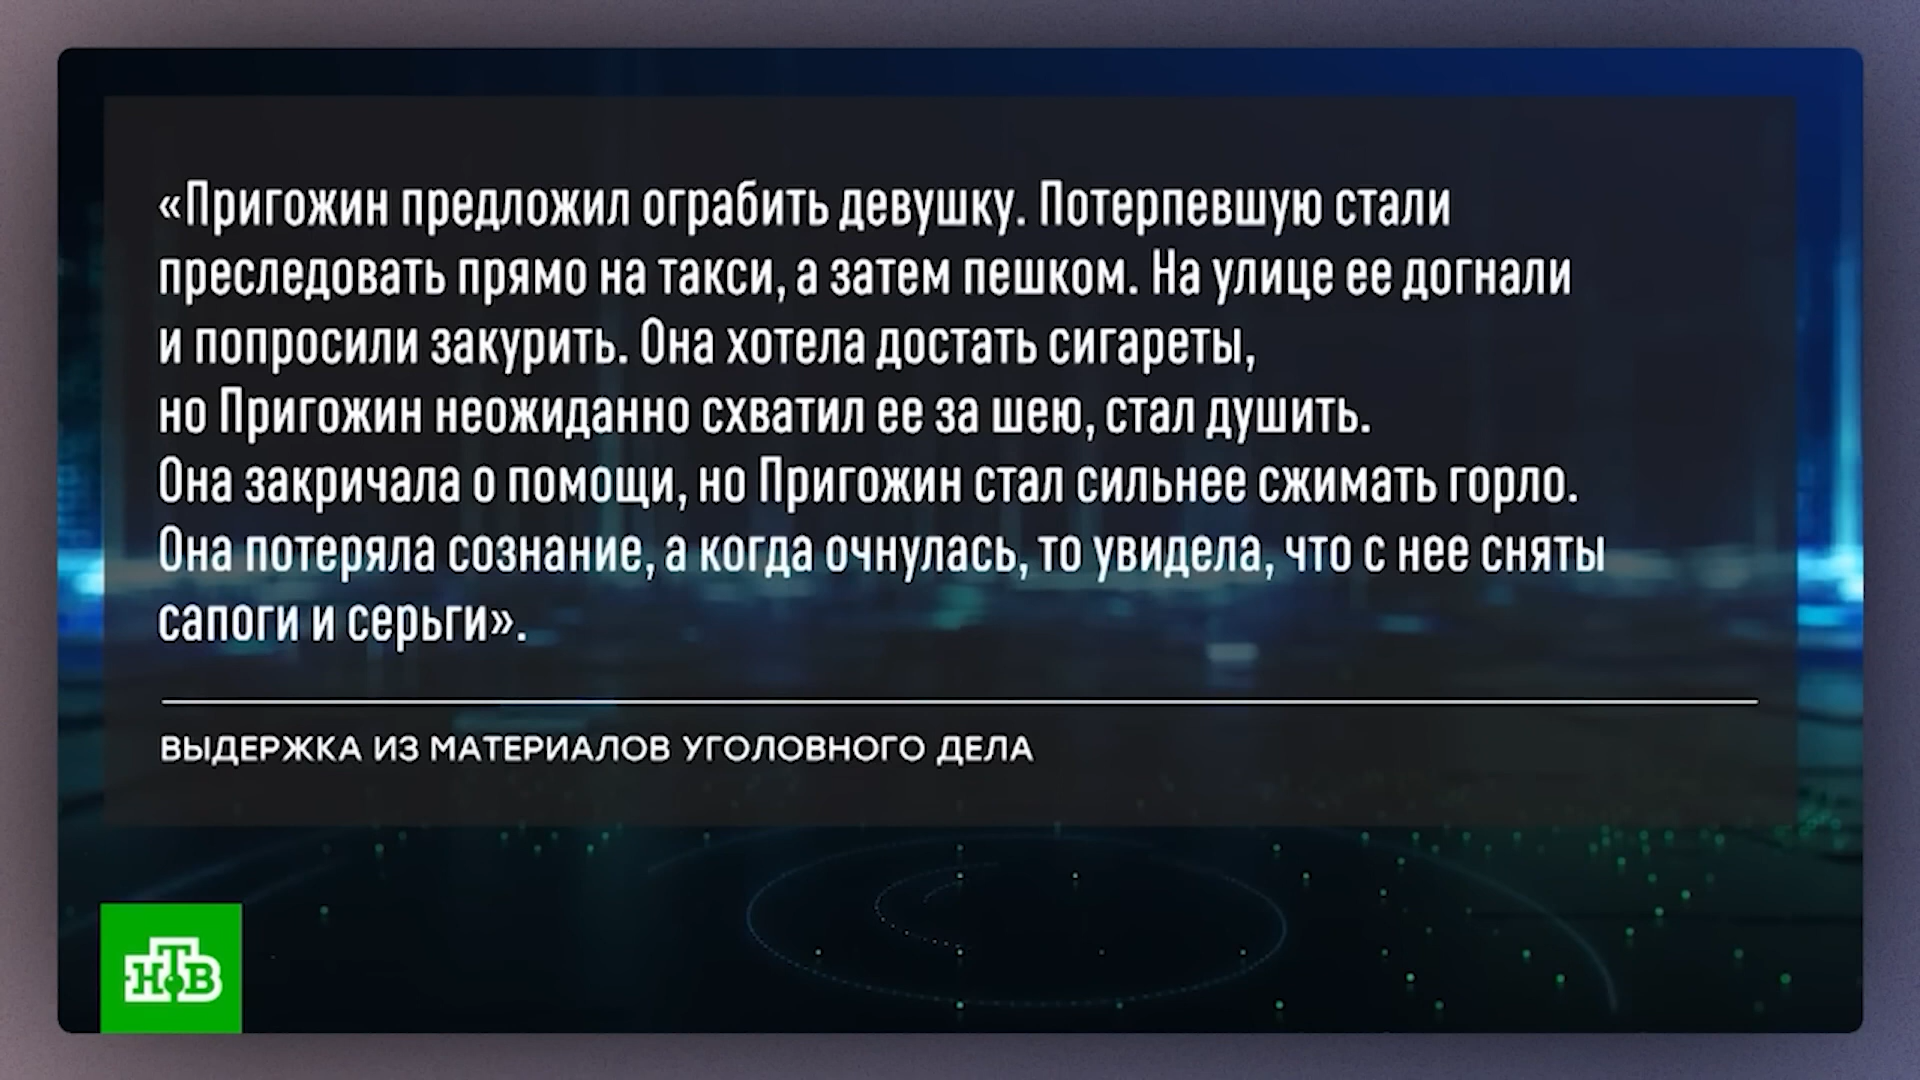 «Пригожин предложил ограбить девушку. Потерпевшую стали
преследовать прямо на такси, а затем пешком. На улице ее догнали
и попросили закурить. Она хотела достать сигареты,
но Пригожин неожиданно схватил ее за шею, стал душить.
Она закричала о помощи, но Пригожин стал сильнее сжимать горло.
Она потеряла сознание, а когда очнулась, то увидела, что с нее сняты
сапоги и серьги».
ВЫДЕРЖКА ИЗ МАТЕРИАЛОВ УГОЛОВНОГО ДЕЛА
НТВ